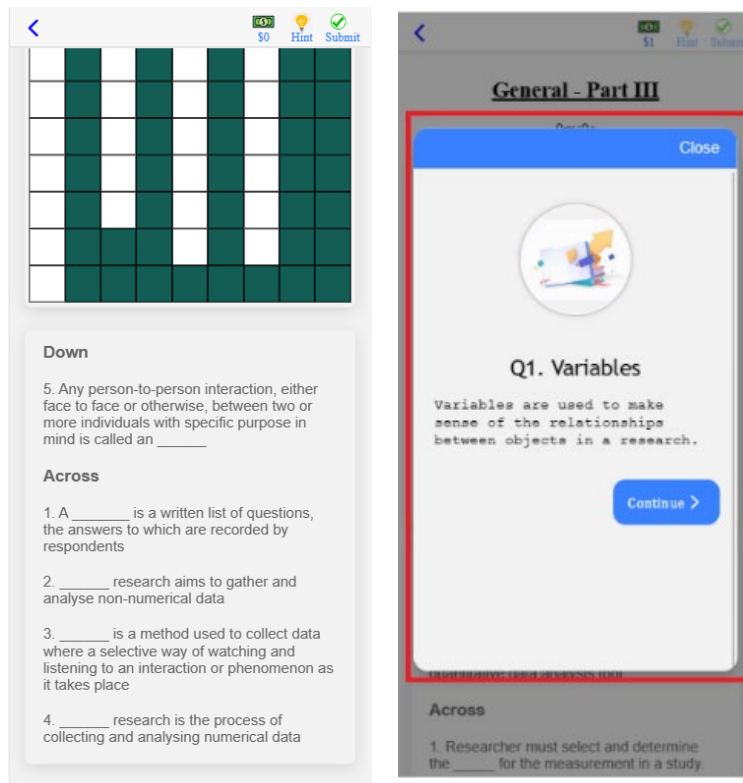 $0 Hint Submit
Down
5. Any person-to-person interaction, either
face to face or otherwise, between two or
more individuals with specific purpose in
mind is called an ______
Across
1. A _______ is a written list of questions,
the answers to which are recorded by
respondents
2. ______ research aims to gather and
analyse non-numerical data
3. ______ is a method used to collect data
where a selective way of watching and
listening to an interaction or phenomenon as
it takes place
4. ______ research is the process of
collecting and analysing numerical data
$1 Hint Submit
General - Part III
Close
Q1. Variables
Variables are used to make
sense of the relationships
between objects in a research.
Continue
quantitative data analysis tool
Across
1. Researcher must select and determine
the _____ for the measurement in a study.